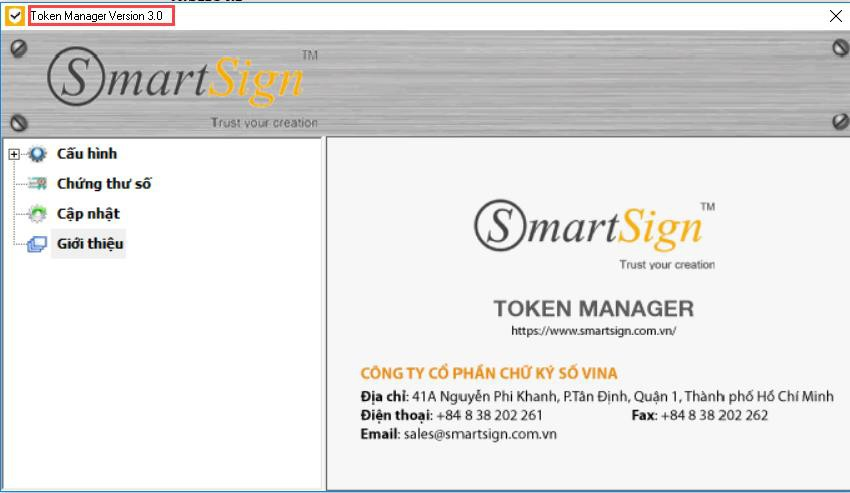 Token Manager Version 3.0
SmartSign™
Trust your creation
Cấu hình
Chứng thư số
Cập nhật
Giới thiệu
SmartSign™
Trust your creation
TOKEN MANAGER
https://www.smartsign.com.vn/
CÔNG TY CỔ PHẦN CHỮ KÝ SỐ VINA
Địa chỉ: 41A Nguyễn Phi Khanh, P.Tân Định, Quận 1, Thành phố Hồ Chí Minh
Điện thoại: +84 8 38 202 261 Fax: +84 8 38 202 262
Email: sales@smartsign.com.vn